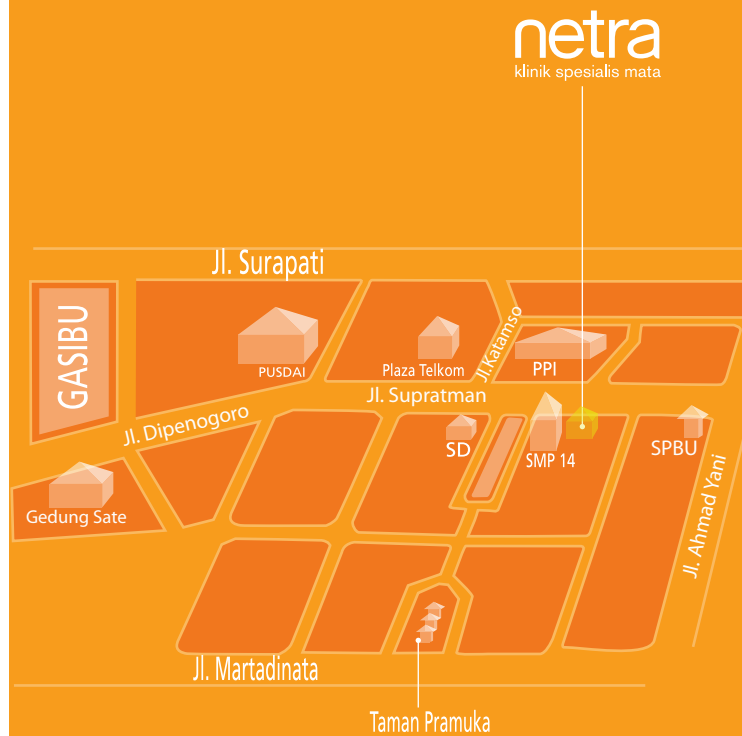 netra
klinik spesialis mata
Jl. Surapati
GASIBU
PUSDAI
Plaza Telkom
Jl.Katamso
PPI
Jl. Supratman
Jl. Dipenogoro
SD
SMP 14
SPBU
Gedung Sate
Jl. Ahmad Yani
Jl. Martadinata
Taman Pramuka